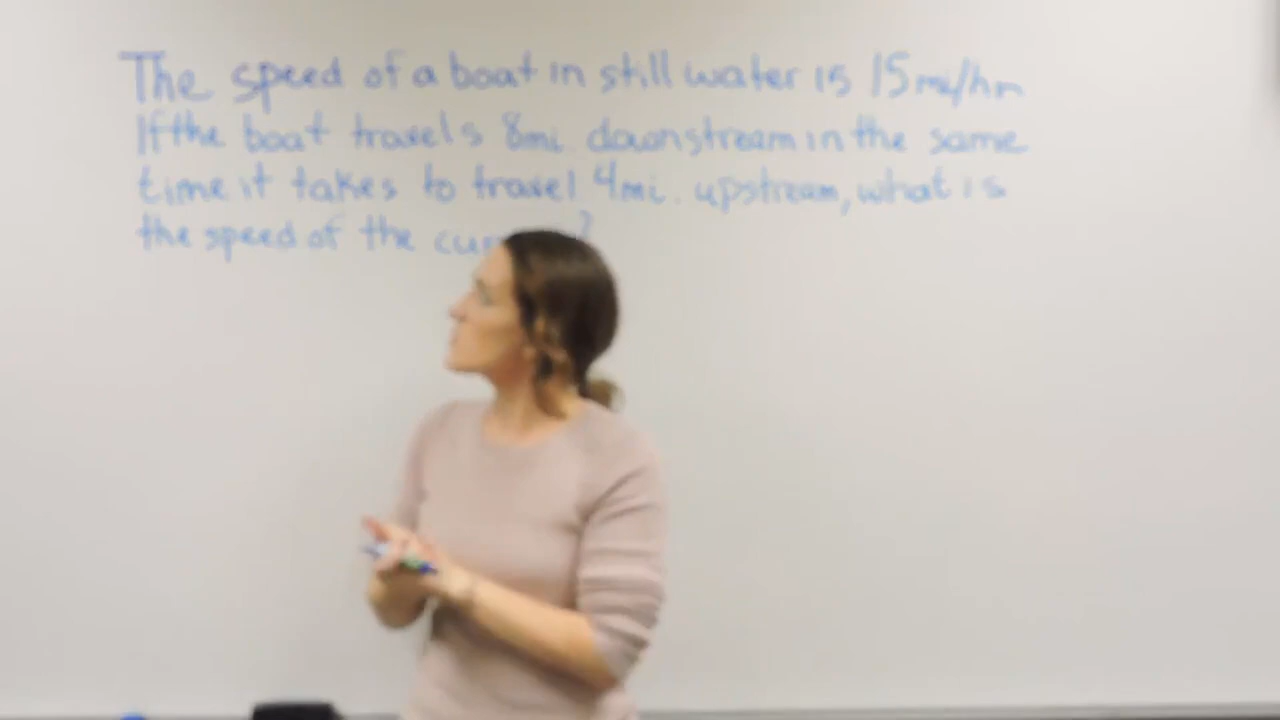 The speed of a boat in still water is 15mi/hr
If the boat travels 8mi downstream in the same
time it takes to travel 4mi. upstream, what is
the speed of the ?